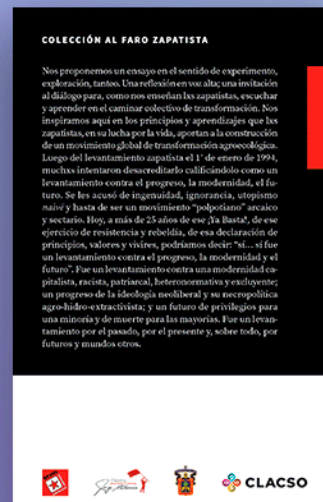 COLECCIÓN AL FARO ZAPATISTA
Nos proponemos un ensayo en el sentido de experimento,
exploración, tanteo. Una reflexión en voz alta; una invitación
al diálogo para, como nos enseñan lxs zapatistas, escuchar
y aprender en el caminar colectivo de transformación. Nos
inspiramos aquí en los principios y aprendizajes que lxs
zapatistas, en su lucha por la vida, aportan a la construcción
de un movimiento global de transformación agroecológica.
Luego del levantamiento zapatista el 1° de enero de 1994,
muchxs intentaron desacreditarlo calificándolo como un
levantamiento contra el progreso, la modernidad, el fu-
turo. Se les acusó de ingenuidad, ignorancia, utopismo
naïvé y hasta de ser un movimiento “polpotiano” arcaico
y sectario. Hoy, a más de 25 años de ese ¡Ya Basta!, de ese
ejercicio de resistencia y rebeldía, de esa declaración de
principios, valores y vivires, podríamos decir: “sí... sí fue
un levantamiento contra el progreso, la modernidad y el
futuro”. Fue un levantamiento contra una modernidad ca-
pitalista, racista, patriarcal, heteronormativa y excluyente;
un progreso de la ideología neoliberal y su necropolítica
agro-hidro-extractivista; y un futuro de privilegios para
una minoría y de muerte para las mayorías. Fue un levan-
tamiento por el pasado, por el presente y, sobre todo, por
futuros y mundos otros.
CLACSO